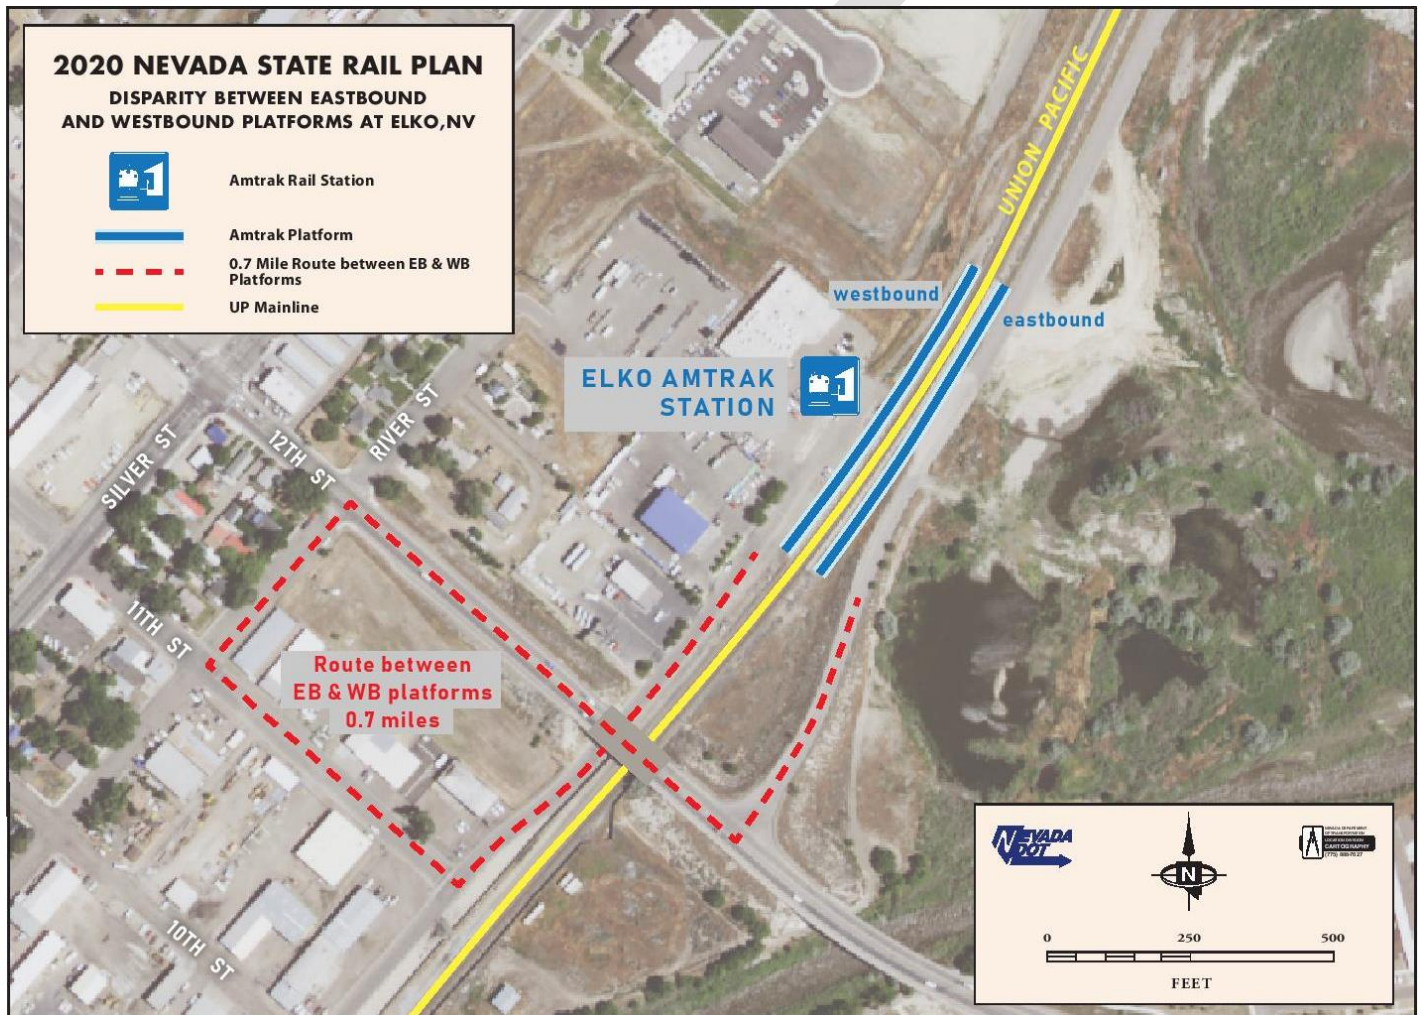 2020 NEVADA STATE RAIL PLAN
DISPARITY BETWEEN EASTBOUND
AND WESTBOUND PLATFORMS AT ELKO,NV
Amtrak Rail Station
Amtrak Platform
0.7 Mile Route between EB & WB
Platforms
UP Mainline
UNION PACIFIC
westbound
eastbound
ELKO AMTRAK
STATION
SILVER ST
12TH ST
RIVER ST
11TH ST
Route between
EB & WB platforms
0.7 miles
10TH ST
NEVADA
DOT
N
CARTOGRAPHY
0 250 500
FEET